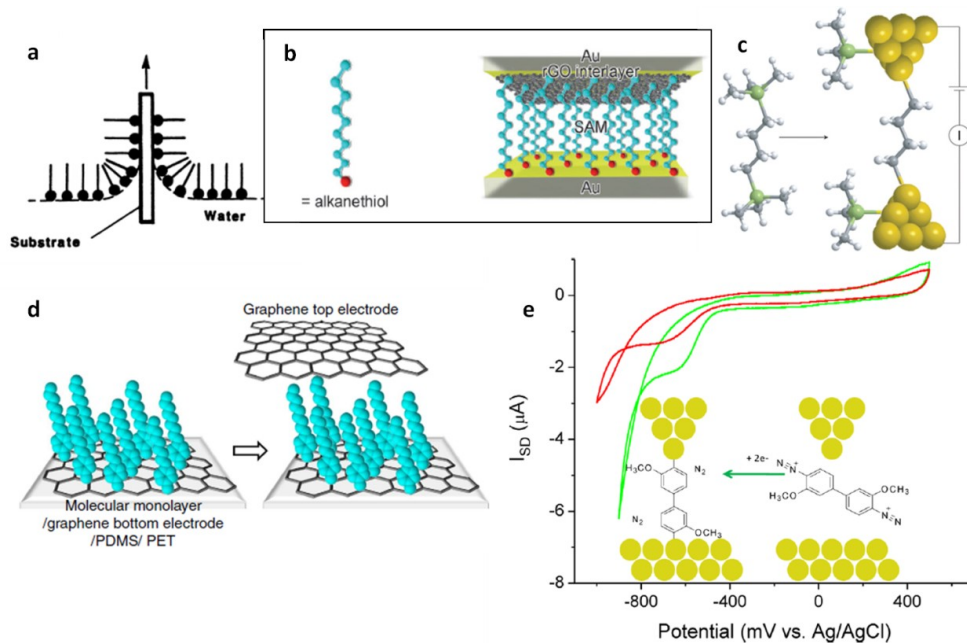 a
Substrate
Water
b
= alkanethiol
Au
rGO interlayer
SAM
Au
c
I
d
Graphene top electrode
Molecular monolayer
/graphene bottom electrode
/PDMS/ PET
e
0
-2
-4
-6
-8
I_SD (μA)
H₃CO
N₂
N₂
OCH₃
+ 2e-
N≡N⁺
H₃CO
OCH₃
N⁺≡N
-800
-400
0
400
Potential (mV vs. Ag/AgCl)